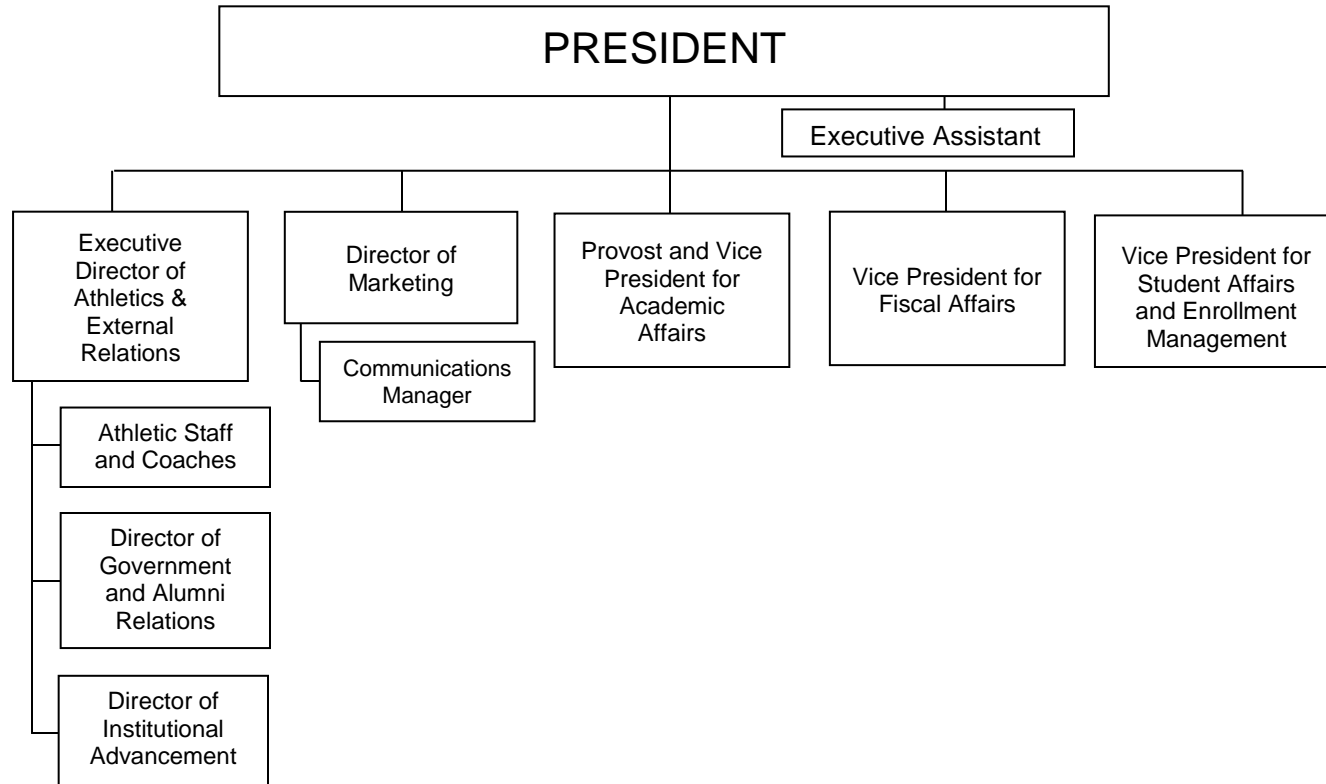 PRESIDENT
Executive Assistant
Executive
Director of
Athletics &
External
Relations
Director of
Marketing
Provost and Vice
President for
Academic
Affairs
Vice President for
Fiscal Affairs
Vice President for
Student Affairs
and Enrollment
Management
Communications
Manager
Athletic Staff
and Coaches
Director of
Government
and Alumni
Relations
Director of
Institutional
Advancement